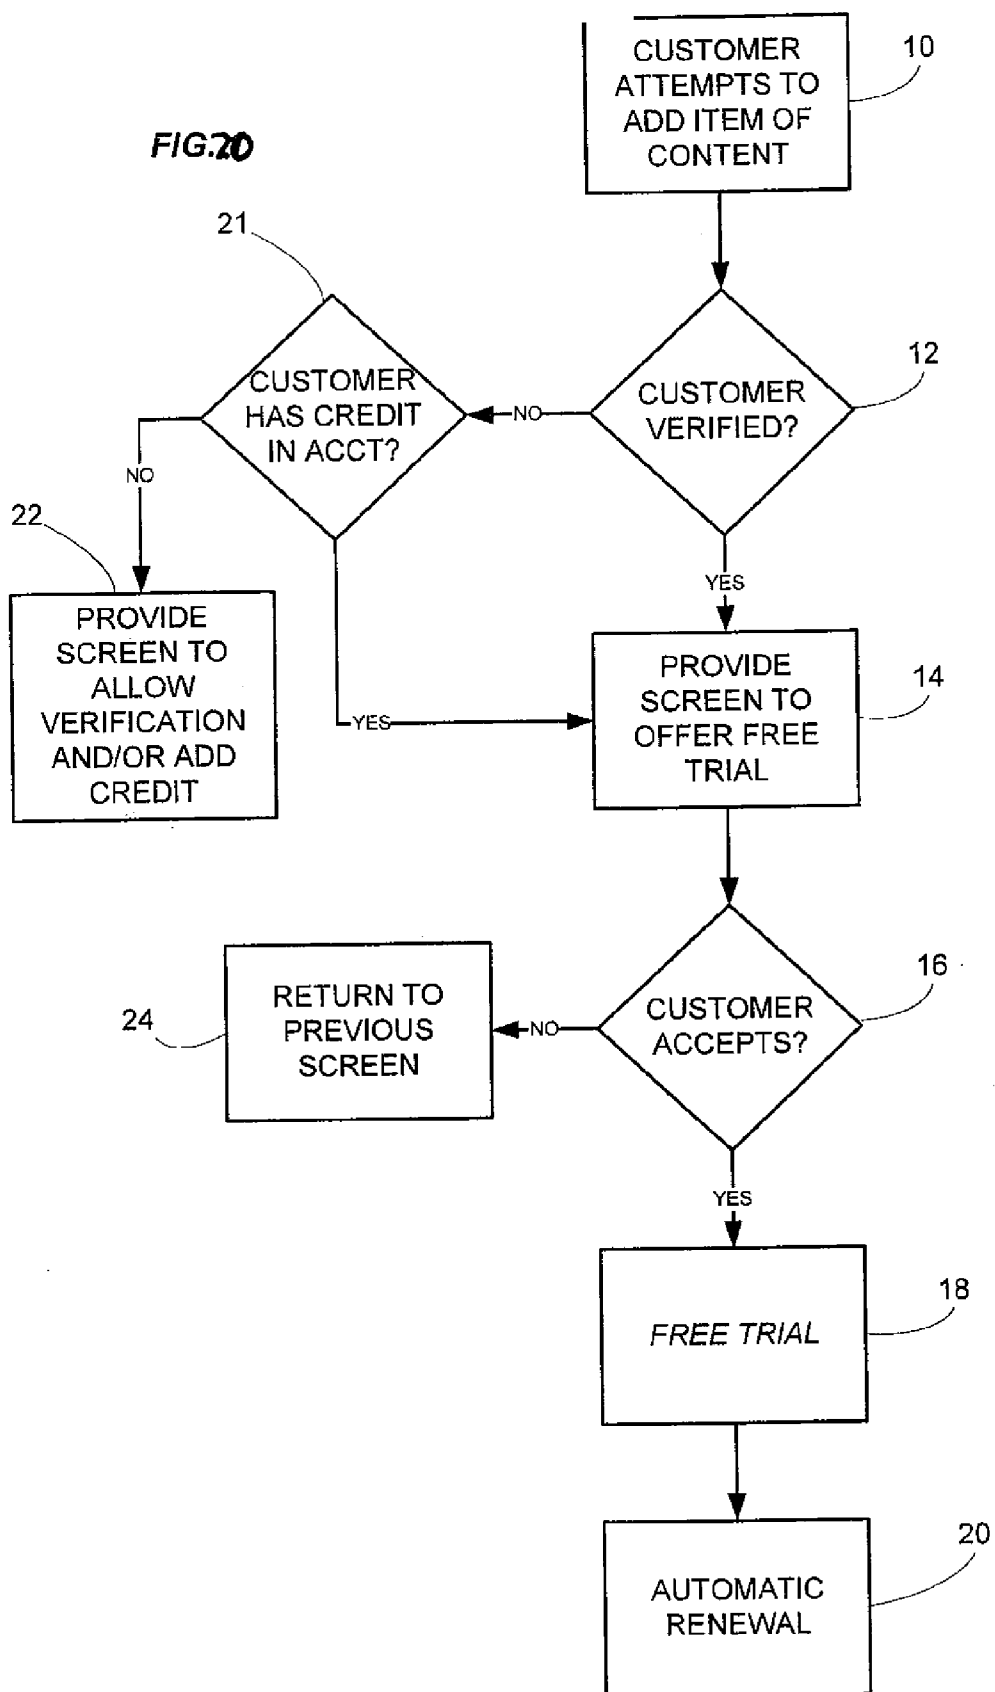 CUSTOMER
ATTEMPTS TO
ADD ITEM OF
CONTENT
10
FIG.20
21
CUSTOMER
HAS CREDIT
IN ACCT?
NO
CUSTOMER
VERIFIED?
12
NO
YES
22
PROVIDE
SCREEN TO
ALLOW
VERIFICATION
AND/OR ADD
CREDIT
YES
PROVIDE
SCREEN TO
OFFER FREE
TRIAL
14
24
RETURN TO
PREVIOUS
SCREEN
NO
CUSTOMER
ACCEPTS?
16
YES
FREE TRIAL
18
AUTOMATIC
RENEWAL
20